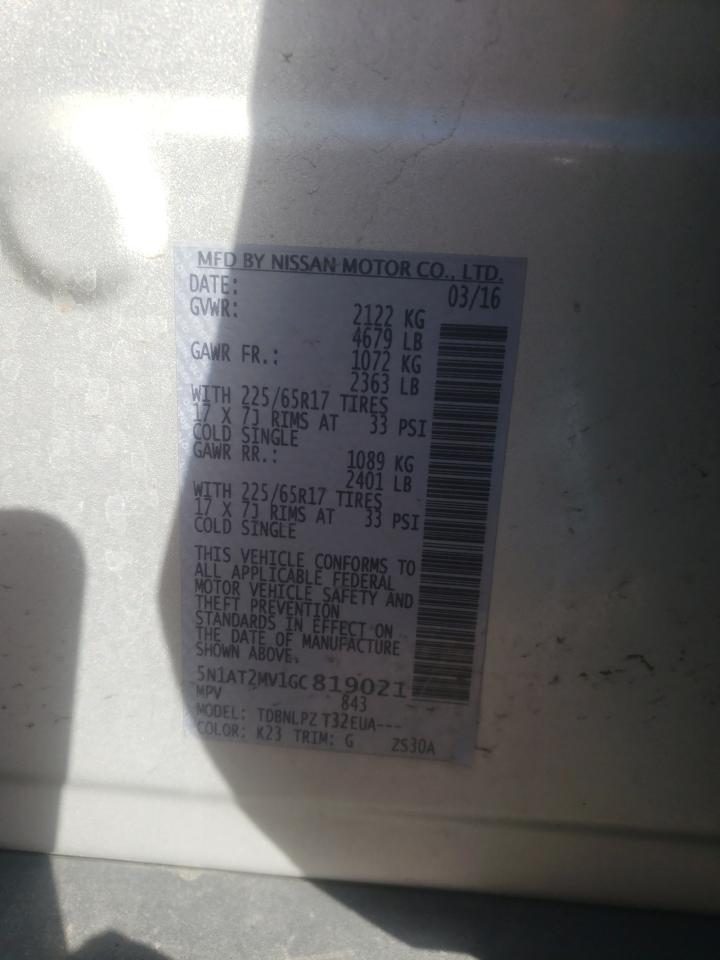 MFD BY NISSAN MOTOR CO., LTD.
DATE: 03/16
GVWR: 2122 KG
4679 LB
GAWR FR.: 1072 KG
2363 LB
WITH 225/65R17 TIRES
17 X 7J RIMS AT 33 PSI
COLD SINGLE
GAWR RR.: 1089 KG
2401 LB
WITH 225/65R17 TIRES
17 X 7J RIMS AT 33 PSI
COLD SINGLE
THIS VEHICLE CONFORMS TO
ALL APPLICABLE FEDERAL
MOTOR VEHICLE SAFETY AND
THEFT PREVENTION
STANDARDS IN EFFECT ON
THE DATE OF MANUFACTURE
SHOWN ABOVE.
5N1AT2MV1GC819021
MPV 843
MODEL: TDBNLPZ T32EUA---
COLOR: K23 TRIM: G ZS30A